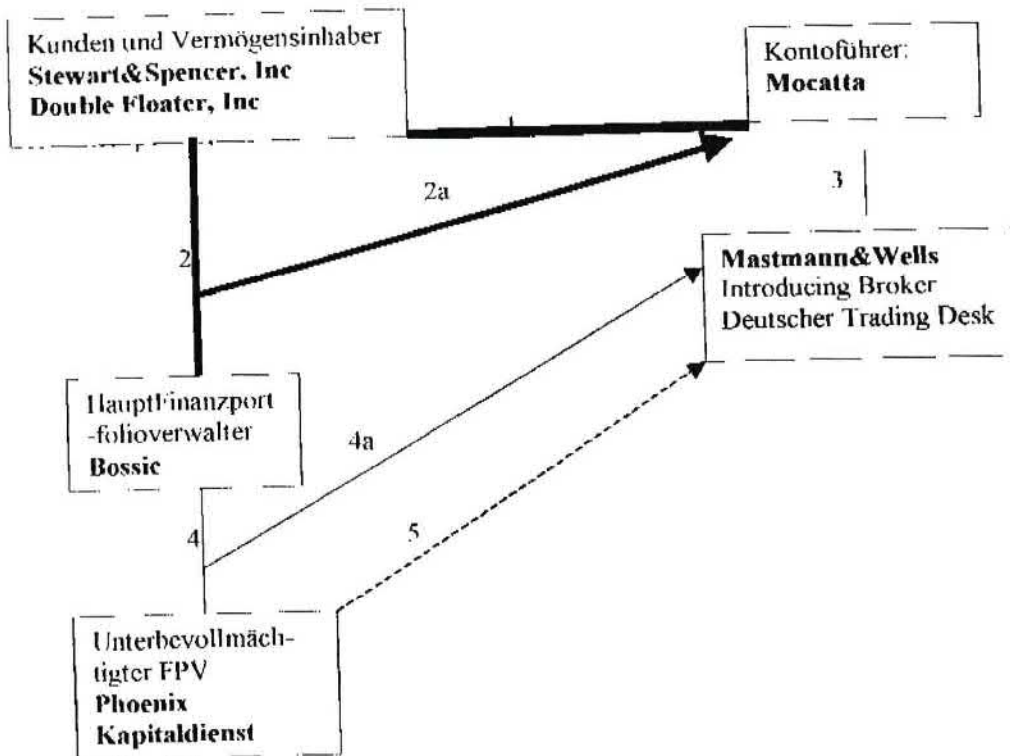 Kunden und Vermögensinhaber
Stewart&Spencer, Inc
Double Floater, Inc
Kontoführer:
Mocatta
2a
3
2
Mastmann&Wells
Introducing Broker
Deutscher Trading Desk
HauptFinanzport
-folioverwalter
Bossic
4a
4
5
Unterbevollmäch-
tigter FPV
Phoenix
Kapitaldienst